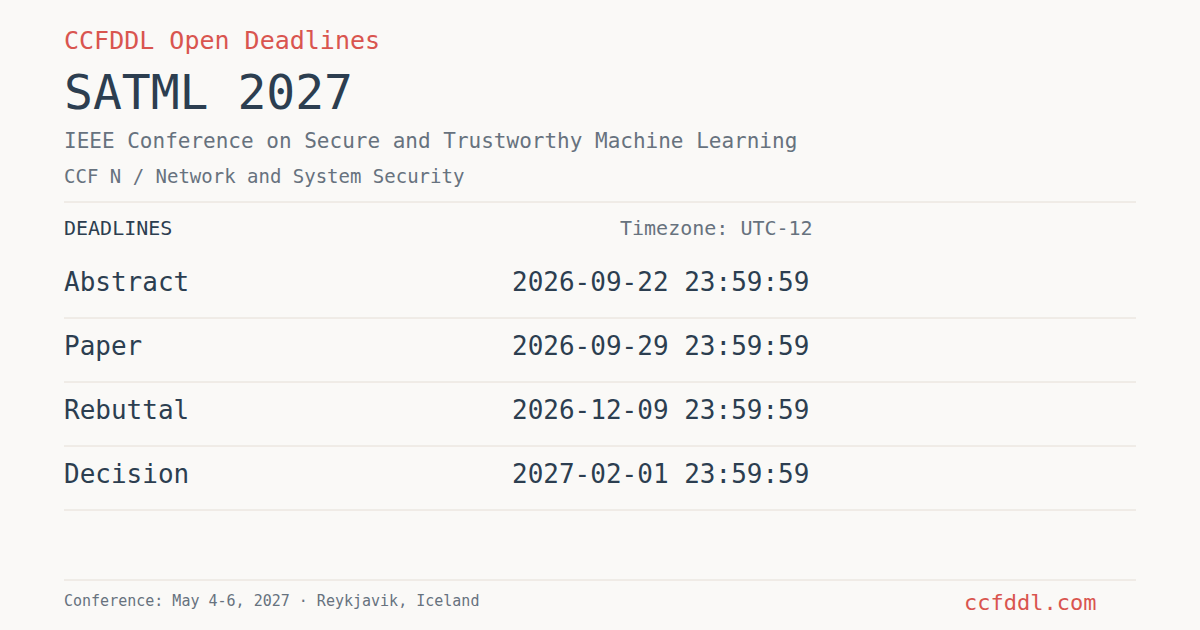 CCFDDL Open Deadlines
SATML 2027
IEEE Conference on Secure and Trustworthy Machine Learning
CCF N / Network and System Security
DEADLINES Timezone: UTC-12
Abstract 2026-09-22 23:59:59
Paper 2026-09-29 23:59:59
Rebuttal 2026-12-09 23:59:59
Decision 2027-02-01 23:59:59
Conference: May 4-6, 2027 · Reykjavik, Iceland ccfddl.com